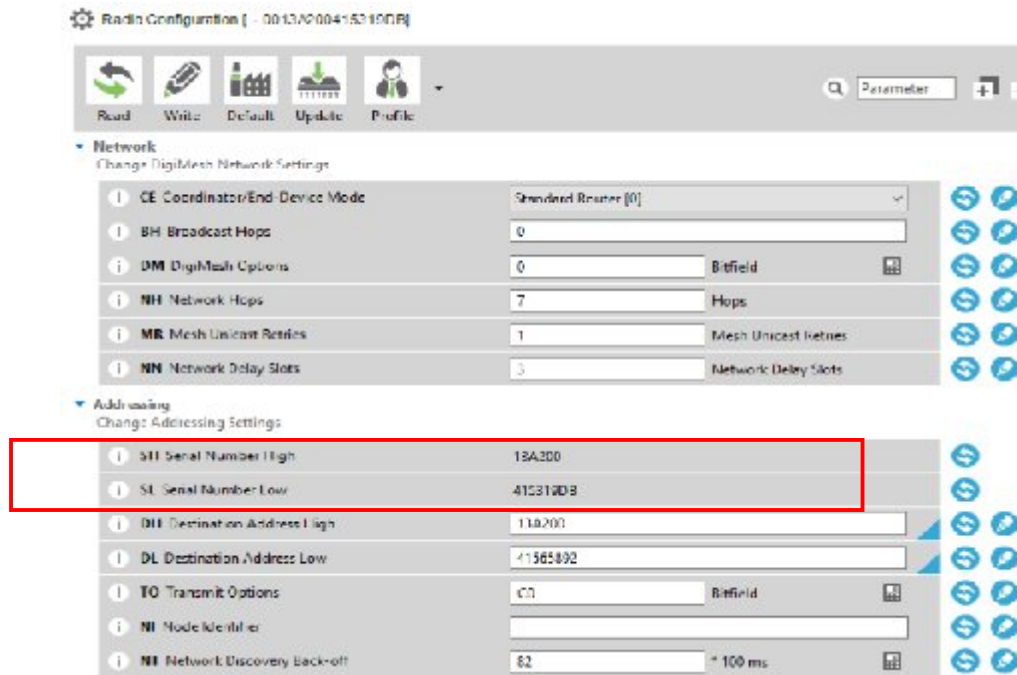 Radio Configuration [ - 0013A200415319DB]
Read Write Default Update Profile
Parameter
Network
Change DigiMesh Network Settings
i CE Coordinator/End-Device Mode Standard Router [0]
i BH Broadcast Hops 0
i DM DigiMesh Options 0 Bitfield
i NH Network Hops 7 Hops
i MR Mesh Unicast Retries 1 Mesh Unicast Retries
i NN Network Delay Slots 3 Network Delay Slots
Addressing
Change Addressing Settings
i SH Serial Number High 13A200
i SL Serial Number Low 415319DB
i DH Destination Address High 13A200
i DL Destination Address Low 41565892
i TO Transmit Options C0 Bitfield
i NI Node Identifier
i NT Network Discovery Back-off 82 * 100 ms